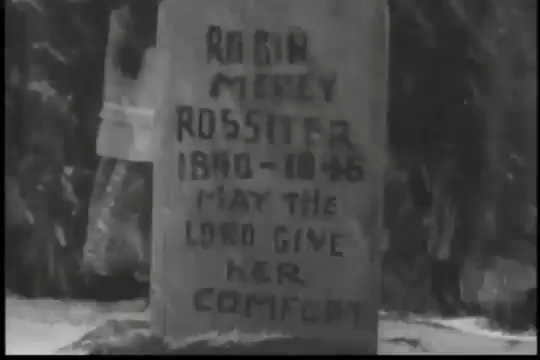 ROBIN
MERCY
ROSSITER
1840-1846
MAY THE
LORD GIVE
HER
COMFORT